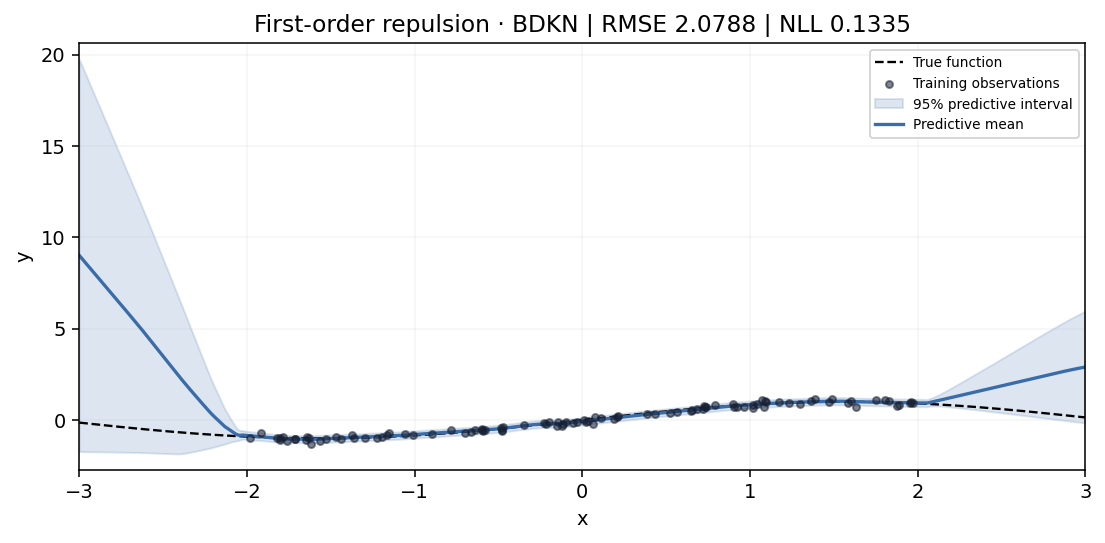 First-order repulsion · BDKN | RMSE 2.0788 | NLL 0.1335
True function
Training observations
95% predictive interval
Predictive mean
20
15
10
5
0
y
−3
−2
−1
0
1
2
3
x